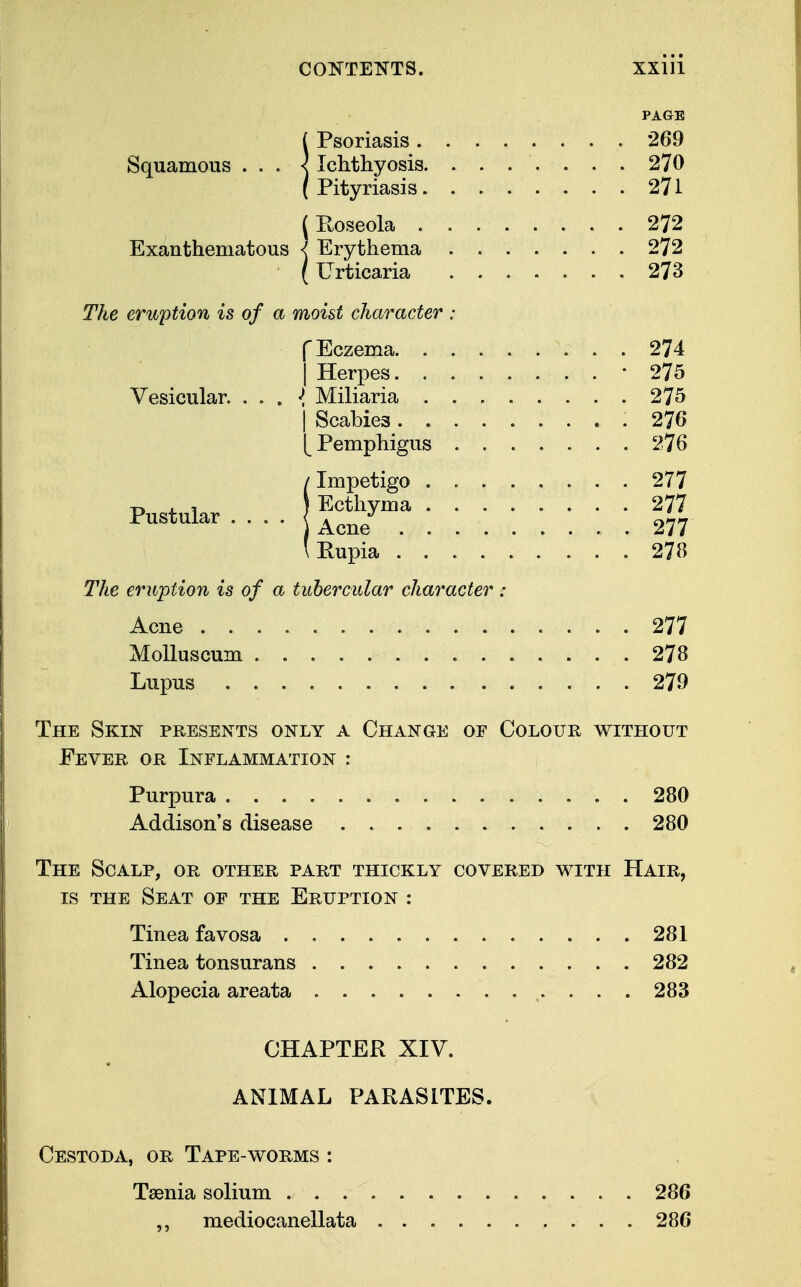 CONTENTS. xxiii
PAGE
Psoriasis . . . . . . . . 269
Squamous . . . { Ichthyosis. . . . . . . . 270
Pityriasis . . . . . . . . 271
Roseola . . . . . . . . 272
Exanthematous { Erythema . . . . . . . 272
Urticaria . . . . . . . 273
The eruption is of a moist character :
Eczema. . . . . . . . . 274
Herpes. . . . . . . . . 275
Vesicular. . . . { Miliaria . . . . . . . . 275
Scabies . . . . . . . . . 276
Pemphigus . . . . . . . 276
Impetigo . . . . . . . . 277
Pustular . . . . { Ecthyma . . . . . . . . 277
Acne . . . . . . . . . 277
Rupia . . . . . . . . . 278
The eruption is of a tubercular character :
Acne . . . . . . . . . . . . . . . . 277
Molluscum . . . . . . . . . . . . . . 278
Lupus . . . . . . . . . . . . . . . 279
The Skin presents only a Change of Colour without
Fever or Inflammation :
Purpura . . . . . . . . . . . . . . . 280
Addison's disease . . . . . . . . . . . 280
The Scalp, or other part thickly covered with Hair,
is the Seat of the Eruption :
Tinea favosa . . . . . . . . . . . . . 281
Tinea tonsurans . . . . . . . . . . . . 282
Alopecia areata . . . . . . . . . . . . 283
CHAPTER XIV.
ANIMAL PARASITES.
Cestoda, or Tape-worms :
Tænia solium . . . . . . . . . . . . . 286
,, mediocanellata . . . . . . . . . . 286